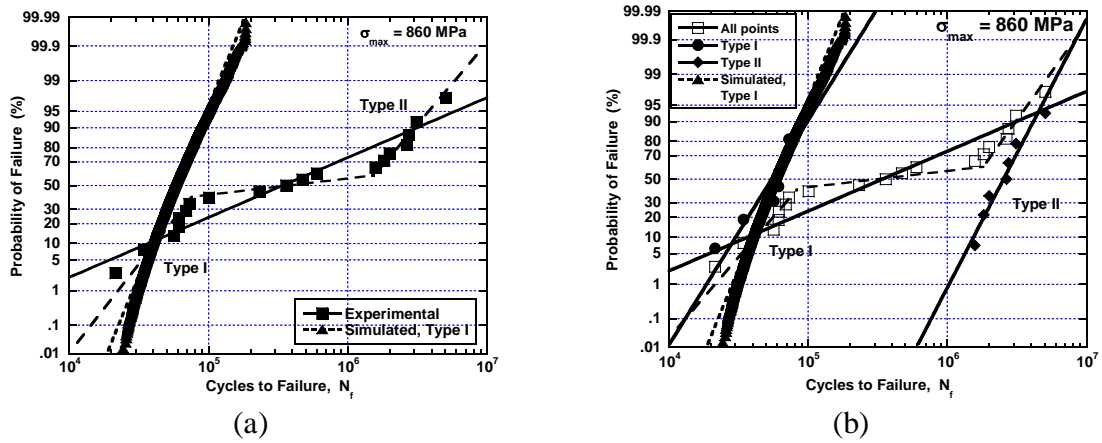 99.99
99.9
99
95
90
80
70
50
30
20
10
5
1
.1
.01
Probability of Failure (%)
σmax = 860 MPa
Type II
Type I
Experimental
Simulated, Type I
10^4
10^5
10^6
10^7
Cycles to Failure, N_f
(a)
99.99
99.9
99
95
90
80
70
50
30
20
10
5
1
.1
.01
Probability of Failure (%)
All points
Type I
Type II
Simulated,
Type I
σmax = 860 MPa
Type II
Type I
10^4
10^5
10^6
10^7
Cycles to Failure, N_f
(b)